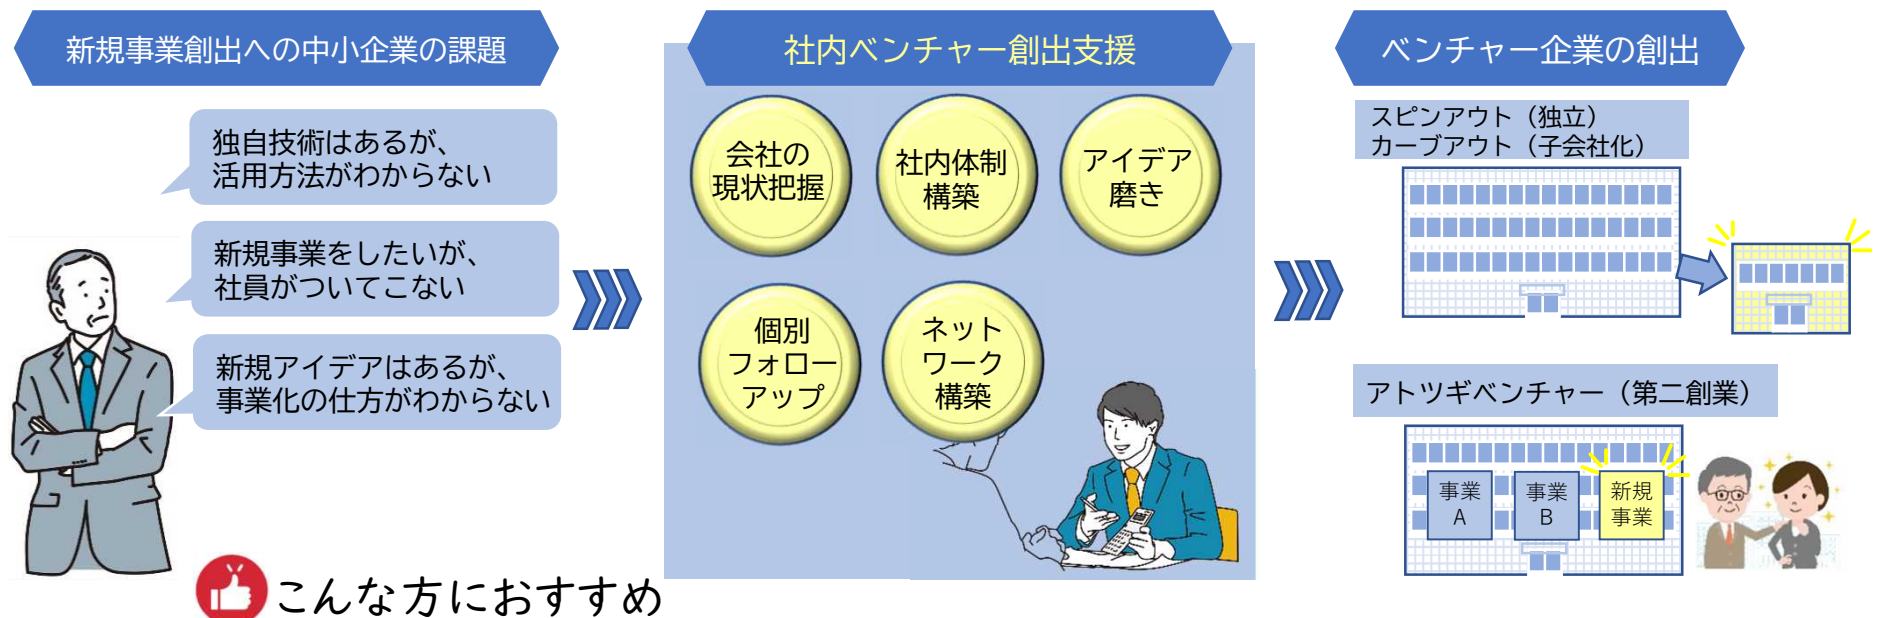 新規事業創出への中小企業の課題
独自技術はあるが、
活用方法がわからない
新規事業をしたいが、
社員がついてこない
新規アイデアはあるが、
事業化の仕方がわからない
社内ベンチャー創出支援
会社の
現状把握
社内体制
構築
アイデア
磨き
個別
フォロー
アップ
ネット
ワーク
構築
ベンチャー企業の創出
スピンアウト（独立）
カーブアウト（子会社化）
アトツギベンチャー（第二創業）
事業
A
事業
B
新規
事業
こんな方におすすめ